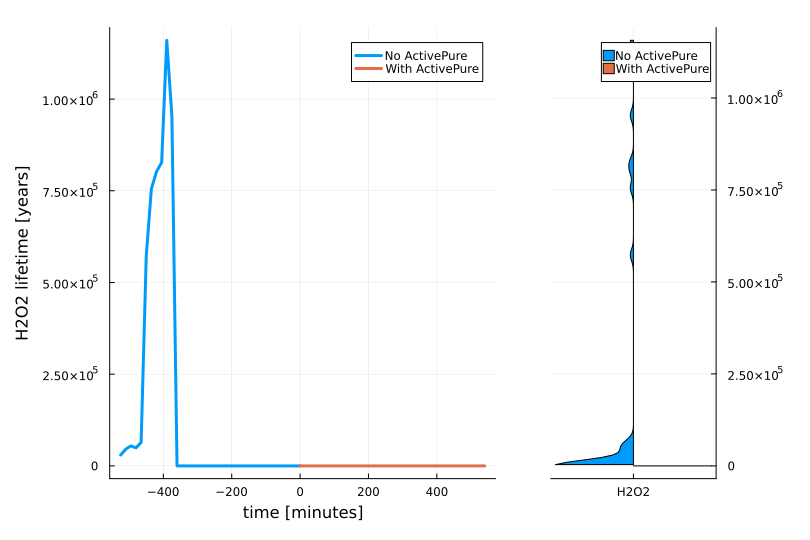 No ActivePure
With ActivePure
1.00×10⁶
7.50×10⁵
5.00×10⁵
2.50×10⁵
0
H2O2 lifetime [years]
−400
−200
0
200
400
time [minutes]
No ActivePure
With ActivePure
1.00×10⁶
7.50×10⁵
5.00×10⁵
2.50×10⁵
0
H2O2